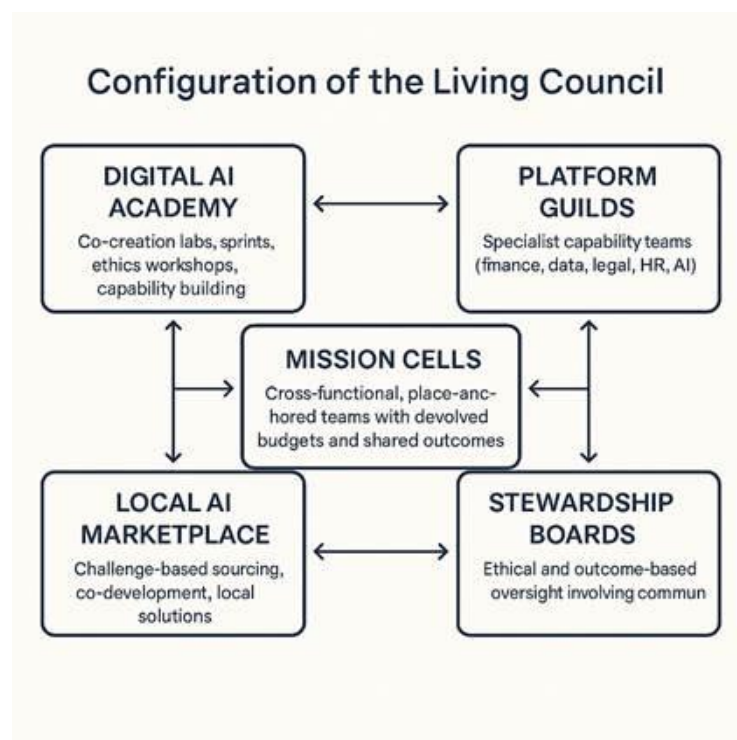 Configuration of the Living Council
DIGITAL AI
ACADEMY
Co-creation labs, sprints,
ethics workshops,
capability building
PLATFORM
GUILDS
Specialist capability teams
(finance, data, legal, HR, AI)
MISSION CELLS
Cross-functional, place-anc-
hored teams with devolved
budgets and shared outcomes
LOCAL AI
MARKETPLACE
Challenge-based sourcing,
co-development, local
solutions
STEWARDSHIP
BOARDS
Ethical and outcome-based
oversight involving commun